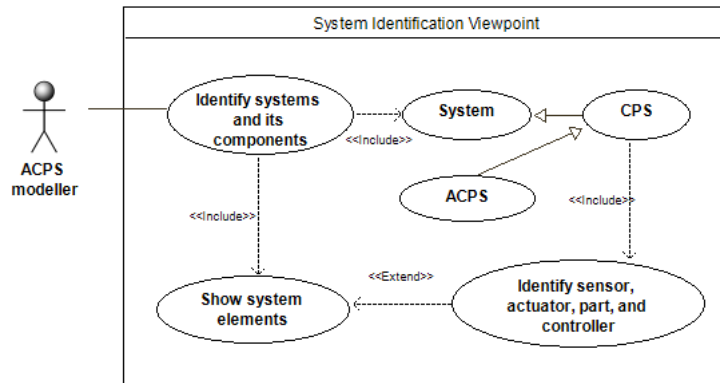 System Identification Viewpoint
Identify systems
and its
components
System
CPS
<<Include>>
ACPS
modeller
ACPS
<<Include>>
<<Include>>
<<Extend>>
Show system
elements
Identify sensor,
actuator, part, and
controller